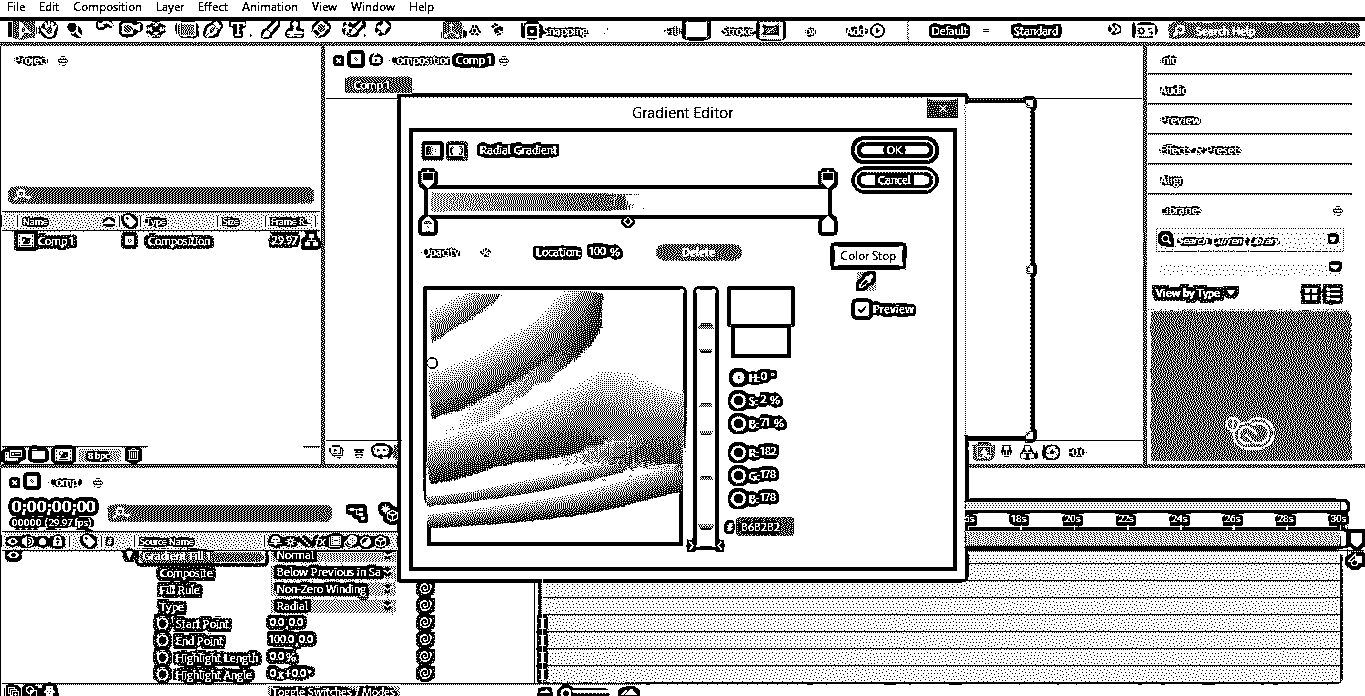 File Edit Composition Layer Effect Animation View Window Help
Snapping Stroke Add Default Standard Search Help
Project Composition Comp 1
Audio
Preview
Effects & Presets
Align
Libraries
Search Current Library
View by Type
Comp 1
Name Type Size Frame R..
Comp 1 Composition 29.97
Gradient Editor
Radial Gradient OK
Cancel
Opacity % Location: 100 % Delete Color Stop
Preview
H: 0 °
S: 2 %
B: 71 %
R: 182
G: 178
B: 178
# B6B2B2
8 bpc
0;00;00;00
00000 (29.97 fps)
# Source Name
18s 20s 22s 24s 26s 28s 30s
Gradient Fill 1 Normal
Composite Below Previous in Sa
Fill Rule Non-Zero Winding
Type Radial
Start Point 0.0,0.0
End Point 100.0,0.0
Highlight Length 0.0%
Highlight Angle 0x+0.0°
Toggle Switches / Modes